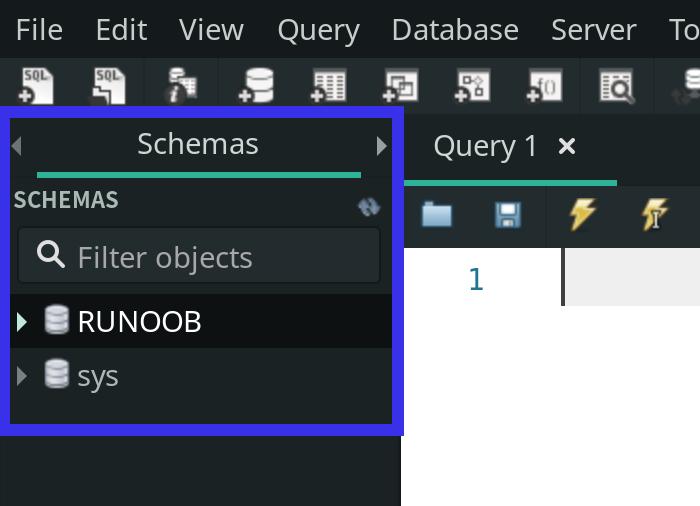 File Edit View Query Database Server To
SQL SQL
Schemas
Query 1
SCHEMAS
Filter objects
1
RUNOOB
sys